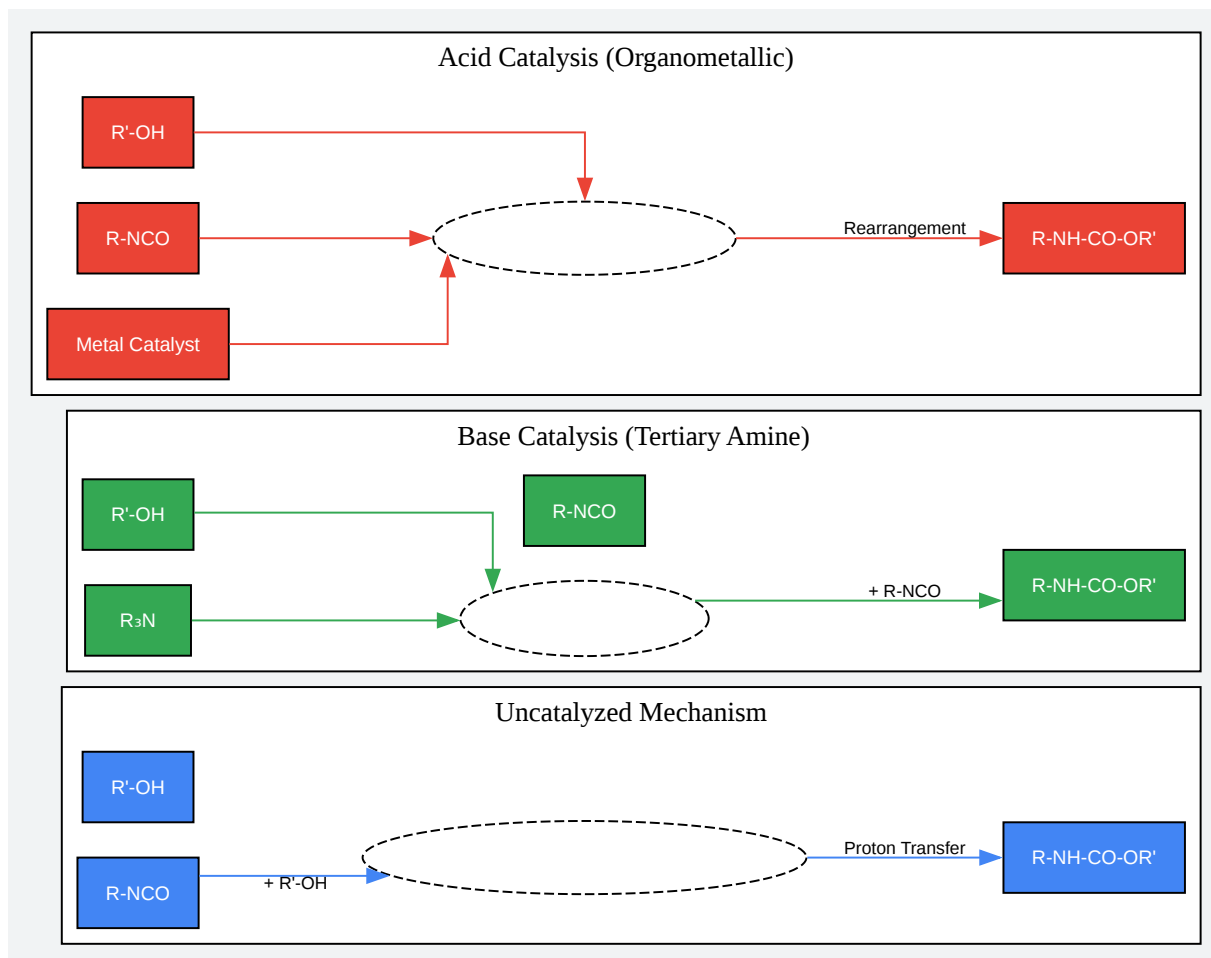 Acid Catalysis (Organometallic)
R'-OH
R-NCO
Rearrangement
R-NH-CO-OR'
Metal Catalyst
Base Catalysis (Tertiary Amine)
R'-OH
R-NCO
R₃N
+ R-NCO
R-NH-CO-OR'
Uncatalyzed Mechanism
R'-OH
R-NCO
+ R'-OH
Proton Transfer
R-NH-CO-OR'